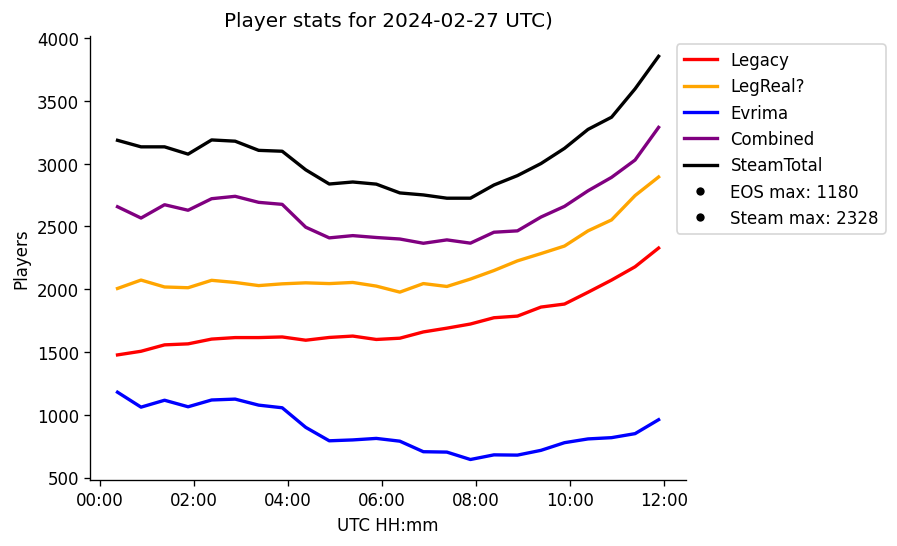 Player stats for 2024-02-27 UTC)
4000
3500
3000
2500
2000
1500
1000
500
Players
00:00 02:00 04:00 06:00 08:00 10:00 12:00
UTC HH:mm
Legacy
LegReal?
Evrima
Combined
SteamTotal
EOS max: 1180
Steam max: 2328